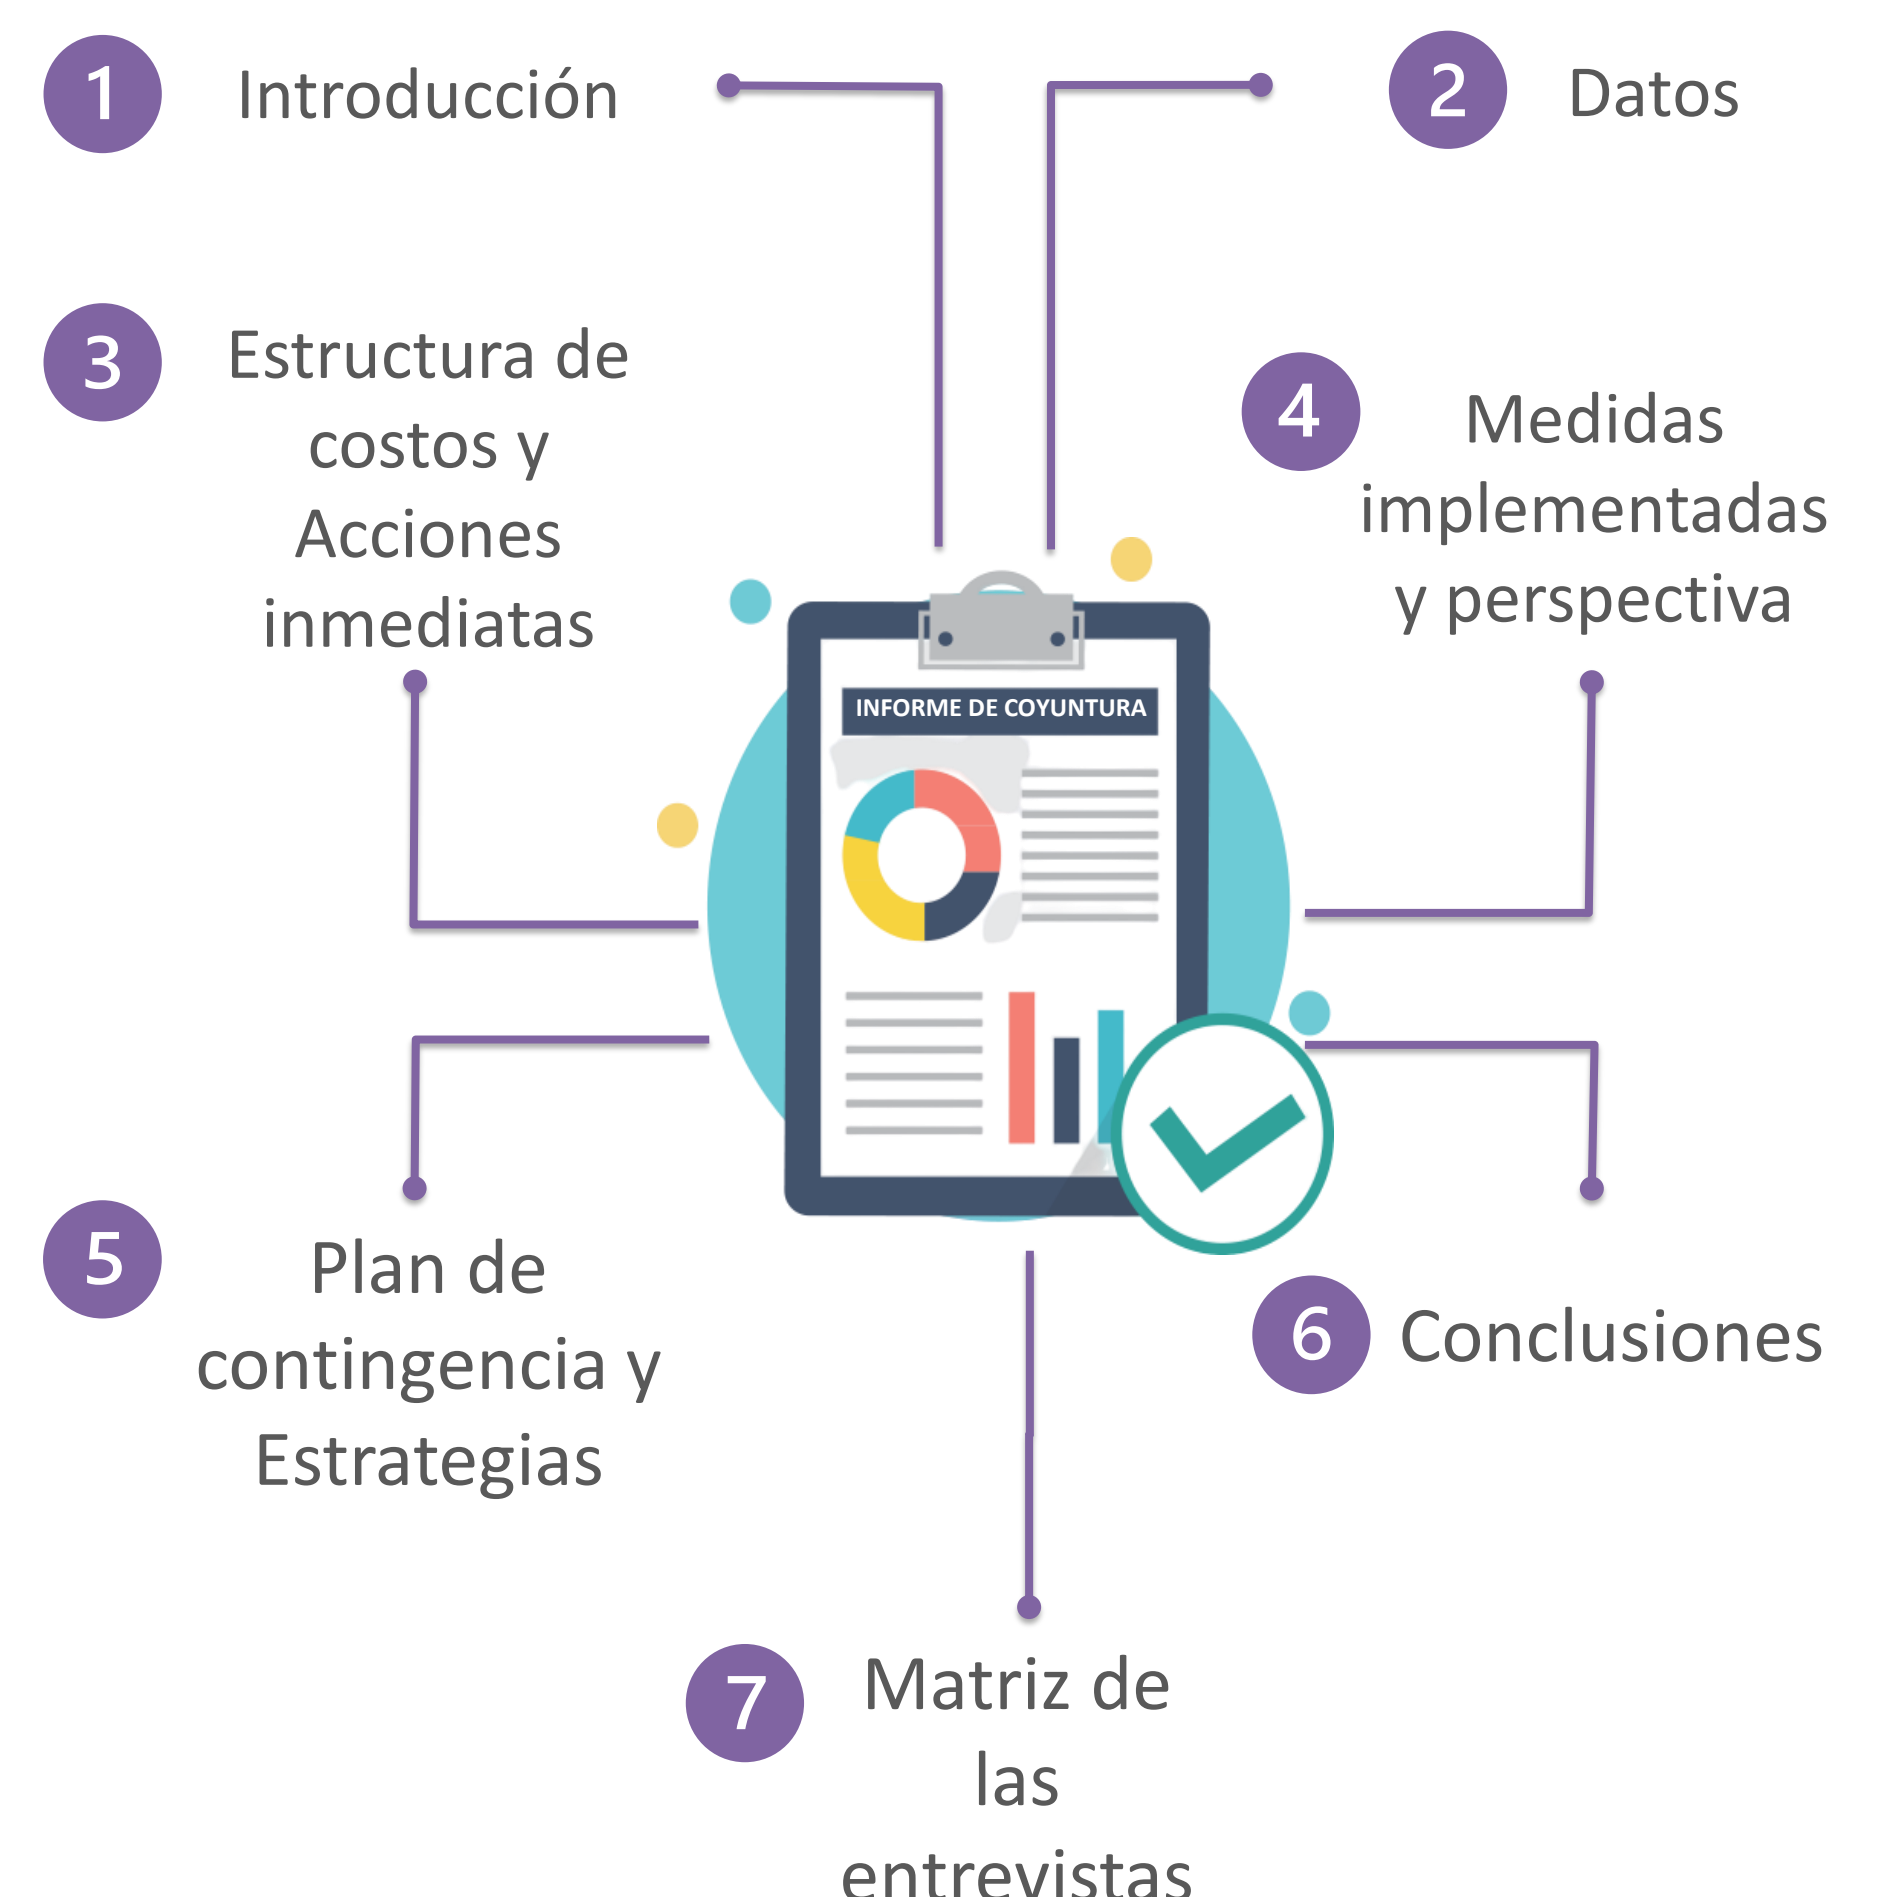 1 Introducción
2 Datos
3 Estructura de
costos y
Acciones
inmediatas
4 Medidas
implementadas
y perspectiva
INFORME DE COYUNTURA
5 Plan de
contingencia y
Estrategias
6 Conclusiones
7 Matriz de
las
entrevistas